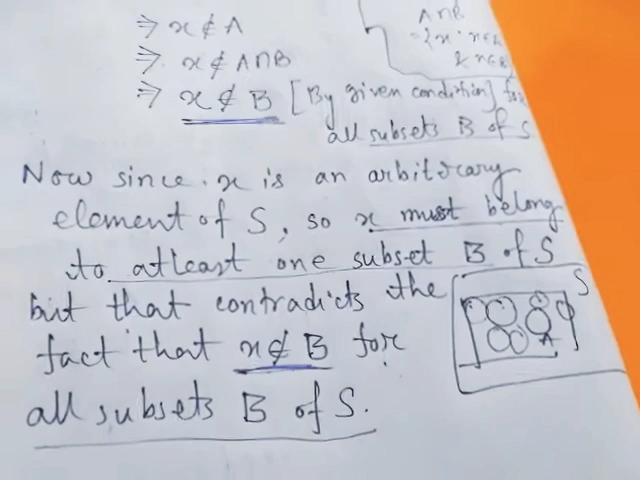 ⇒ x ∉ A
⇒ x ∉ A∩B
⇒ x ∉ B [By given condition] for
all subsets B of S
A∩B
= {x : x ∈ A
& x ∈ B}
Now since x is an arbitrary
element of S, so x must belong
to atleast one subset B of S
but that contradicts the
fact that x ∉ B for
all subsets B of S.
S
A